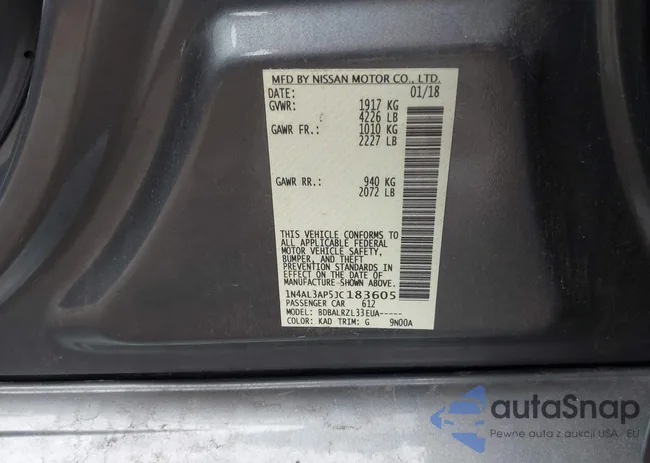 MFD BY NISSAN MOTOR CO., LTD.
DATE: 01/18
GVWR: 1917 KG
4226 LB
GAWR FR.: 1010 KG
2227 LB
GAWR RR.: 940 KG
2072 LB
THIS VEHICLE CONFORMS TO
ALL APPLICABLE FEDERAL
MOTOR VEHICLE SAFETY,
BUMPER, AND THEFT
PREVENTION STANDARDS IN
EFFECT ON THE DATE OF
MANUFACTURE SHOWN ABOVE.
1N4AL3AP5JC183605
PASSENGER CAR 612
MODEL: BDBALRZL33EUA-----
COLOR: KAD TRIM: G 9N00A
autaSnap
Pewne auta z aukcji USA / EU